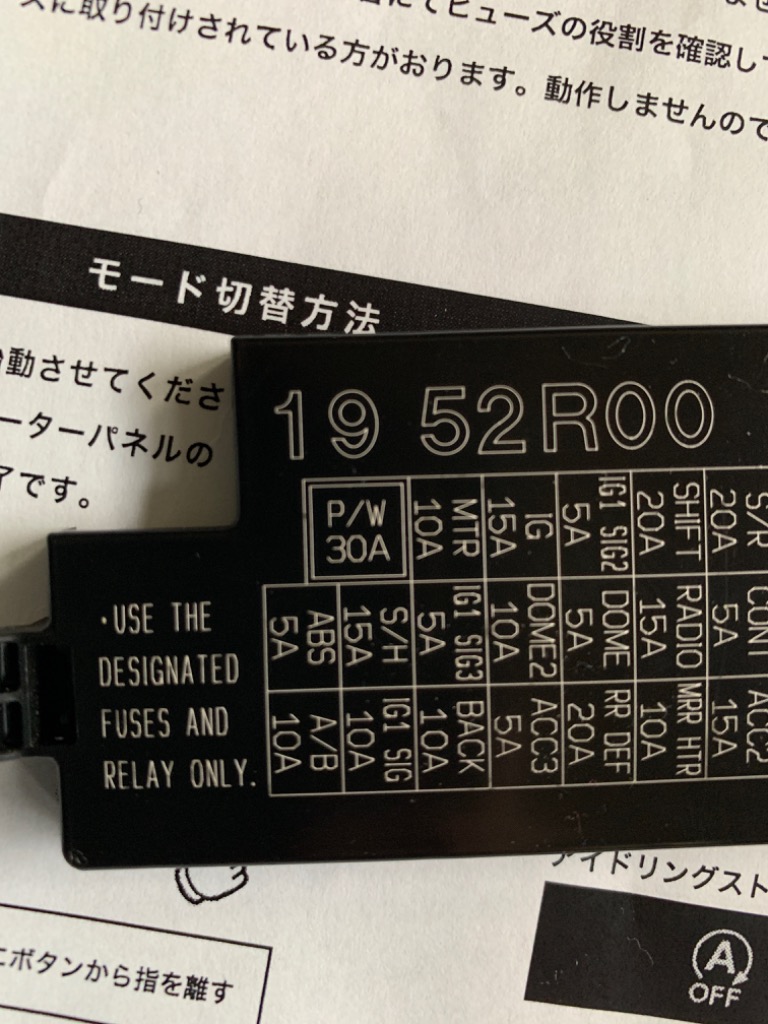 スに取り付けされている方がおります。動作しませんので
にてヒューズの役割を確認し
モード切替方法
動させてくださ
ーターパネルの
了です。
19 52R00
P/W
30A
MTR
10A
IG
15A
IG1 SIG2
5A
SHIFT
20A
S/R
20A
ABS
5A
S/H
15A
IG1 SIG3
5A
DOME2
10A
DOME
5A
RADIO
15A
CONT
5A
A/B
10A
IG1 SIG
10A
BACK
10A
ACC3
5A
RR DEF
20A
MRR HTR
10A
ACC2
15A
・USE THE
DESIGNATED
FUSES AND
RELAY ONLY.
アイドリングスト
A
OFF
ボタンから指を離す